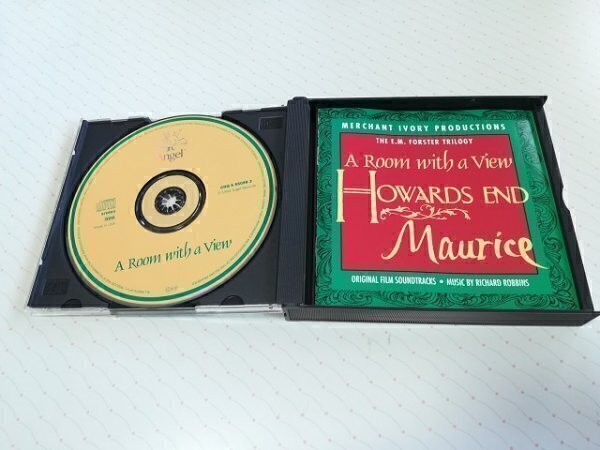 Angel
A Room with a View
MERCHANT IVORY PRODUCTIONS
THE E.M. FORSTER TRILOGY
A Room with a View
HOWARDS END
Maurice
ORIGINAL FILM SOUNDTRACKS • MUSIC BY RICHARD ROBBINS